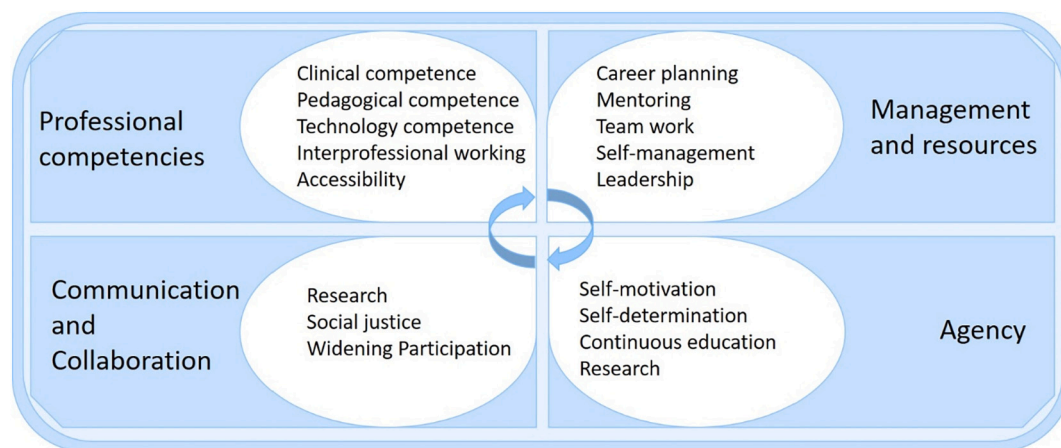 Professional
competencies
Clinical competence
Pedagogical competence
Technology competence
Interprofessional working
Accessibility
Career planning
Mentoring
Team work
Self-management
Leadership
Management
and resources
Communication
and
Collaboration
Research
Social justice
Widening Participation
Self-motivation
Self-determination
Continuous education
Research
Agency